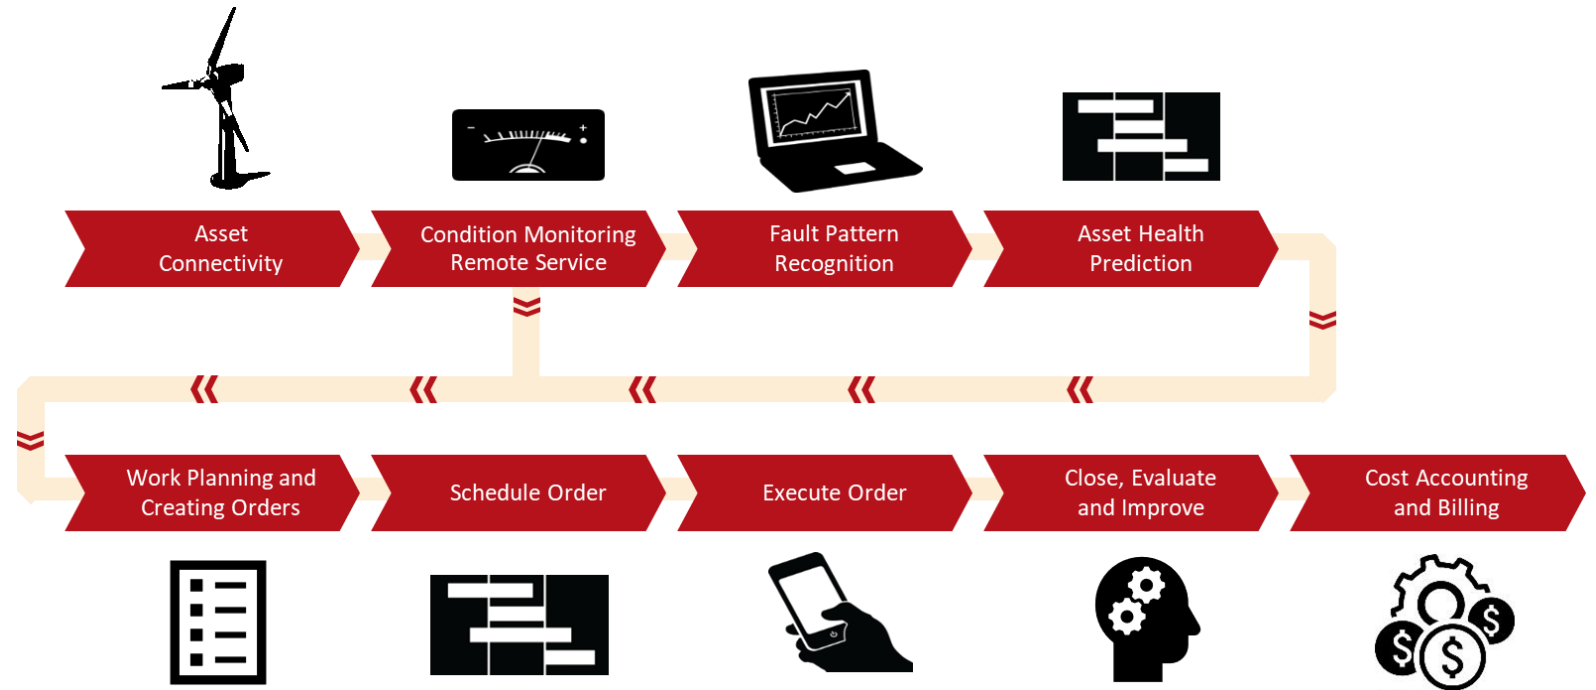 Asset
Connectivity
Condition Monitoring
Remote Service
Fault Pattern
Recognition
Asset Health
Prediction
Work Planning and
Creating Orders
Schedule Order
Execute Order
Close, Evaluate
and Improve
Cost Accounting
and Billing
$
$
$